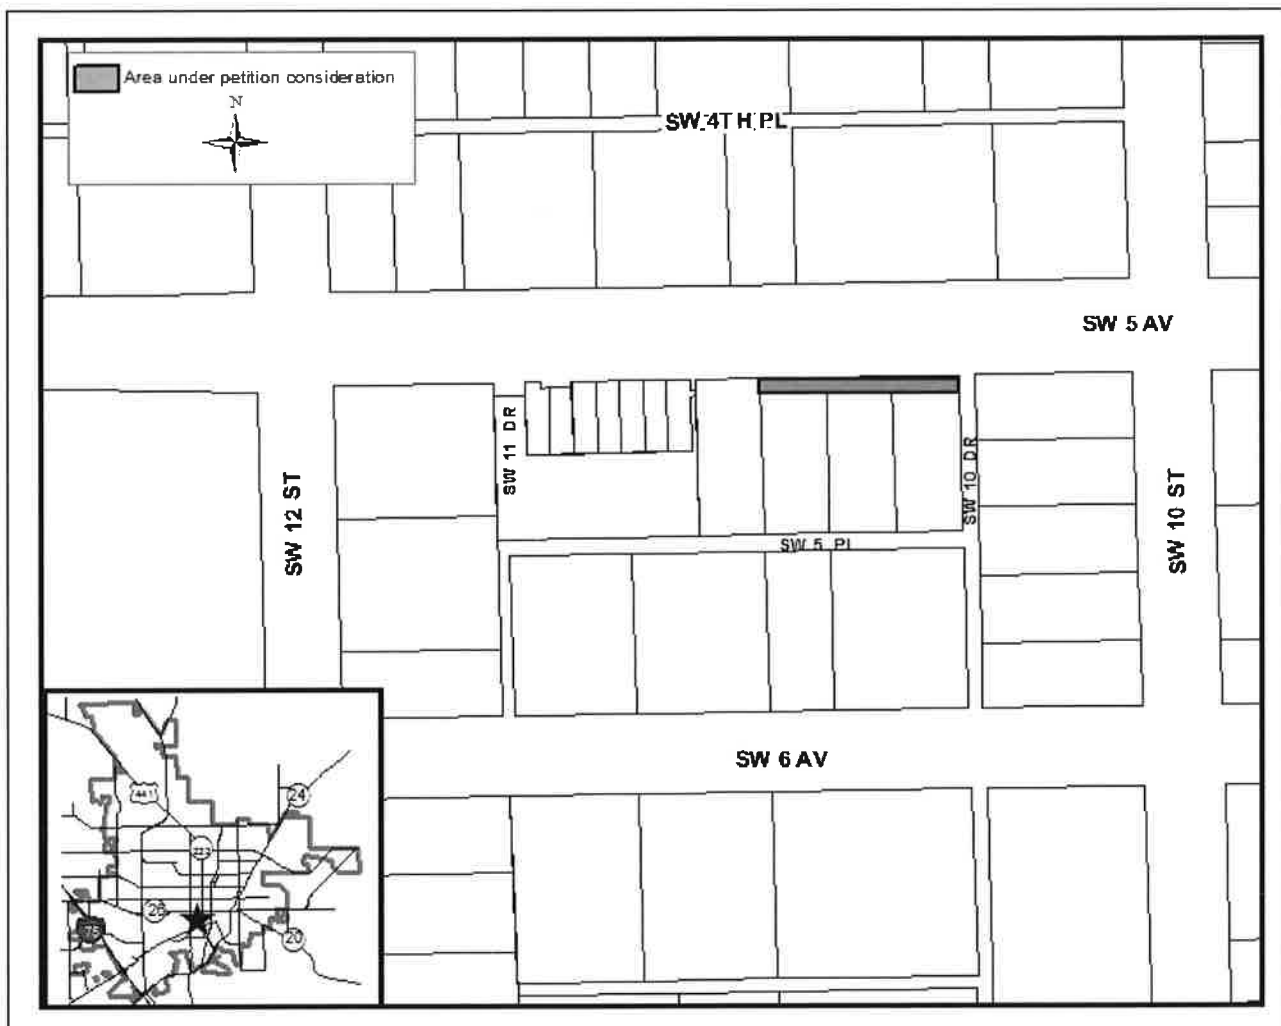 Area under petition consideration
N
SW 4TH PL
SW 5 AV
SW 11 DR
SW 10 DR
SW 12 ST
SW 10 ST
SW 5 PL
SW 6 AV
441
24
222
26
75
20